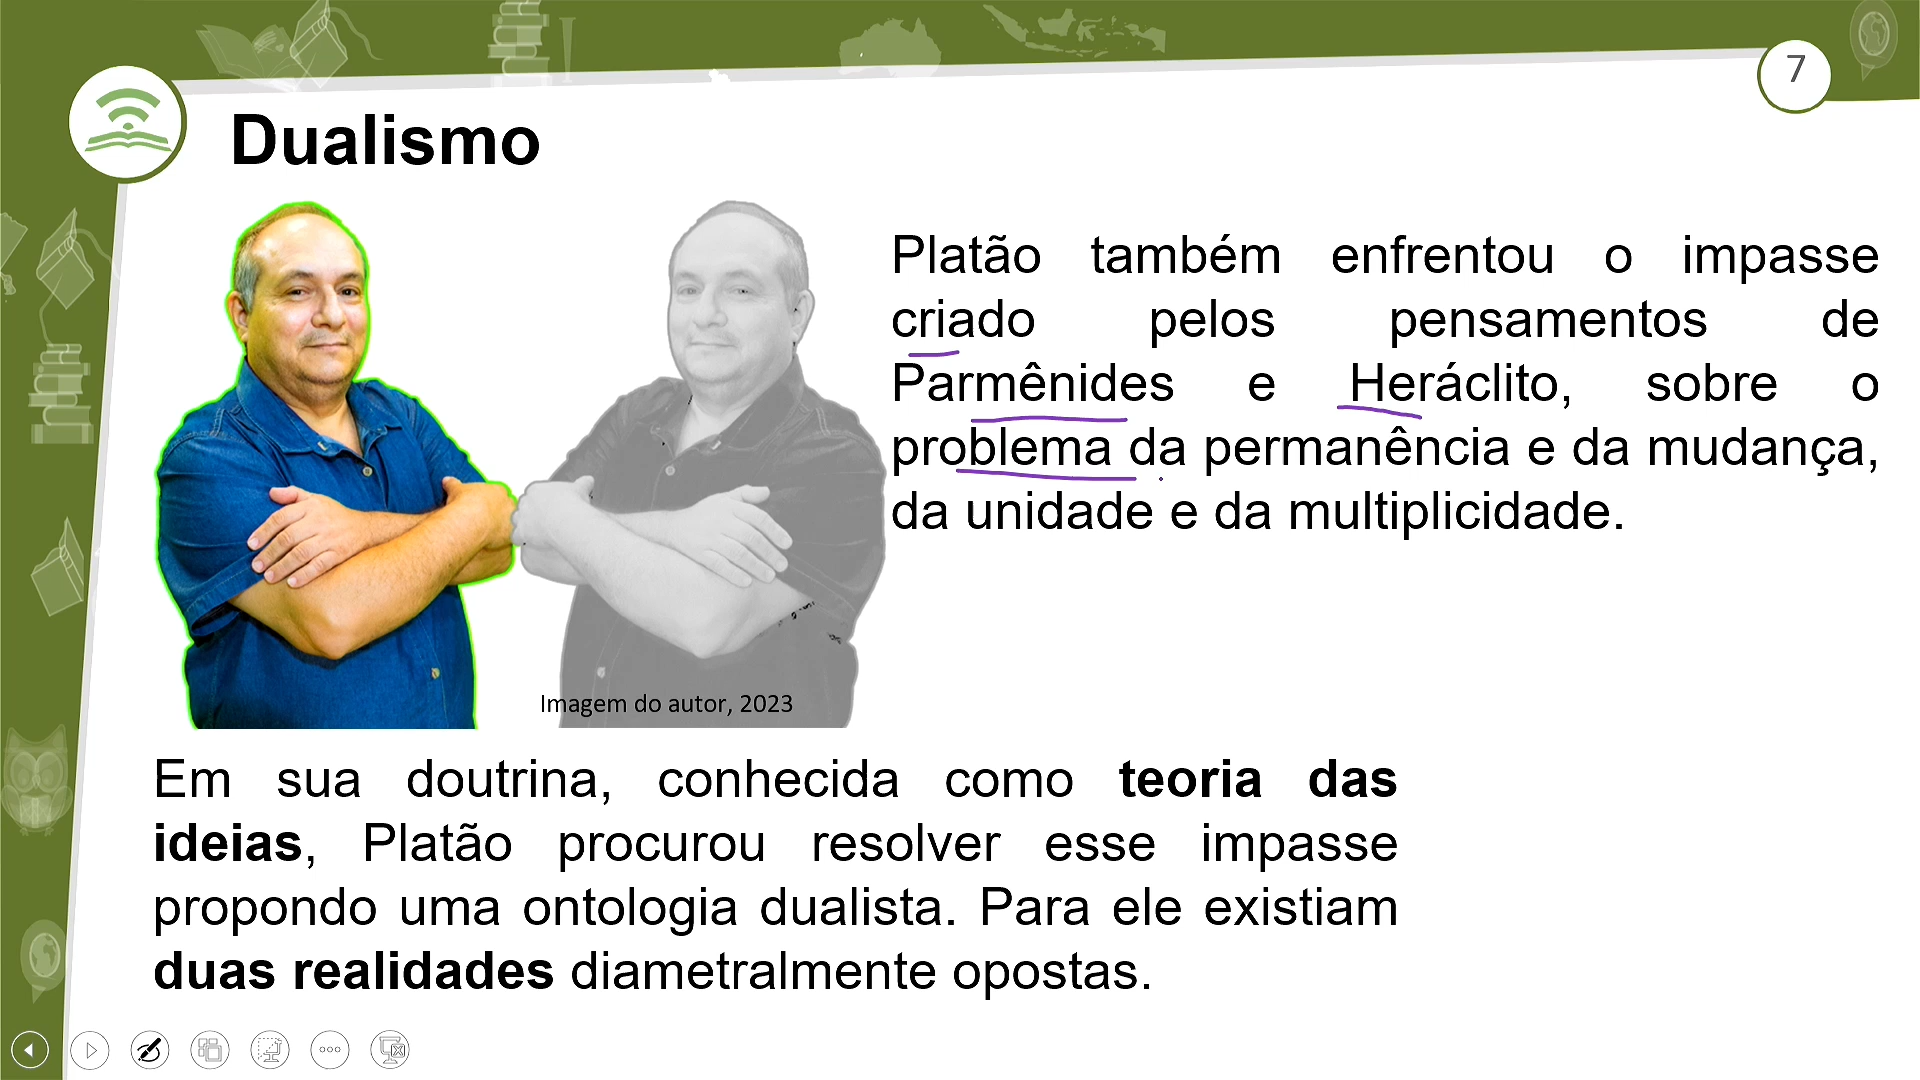 7
Dualismo
Platão também enfrentou o impasse
criado pelos pensamentos de
Parmênides e Heráclito, sobre o
problema da permanência e da mudança,
da unidade e da multiplicidade.
Imagem do autor, 2023
Em sua doutrina, conhecida como teoria das
ideias, Platão procurou resolver esse impasse
propondo uma ontologia dualista. Para ele existiam
duas realidades diametralmente opostas.